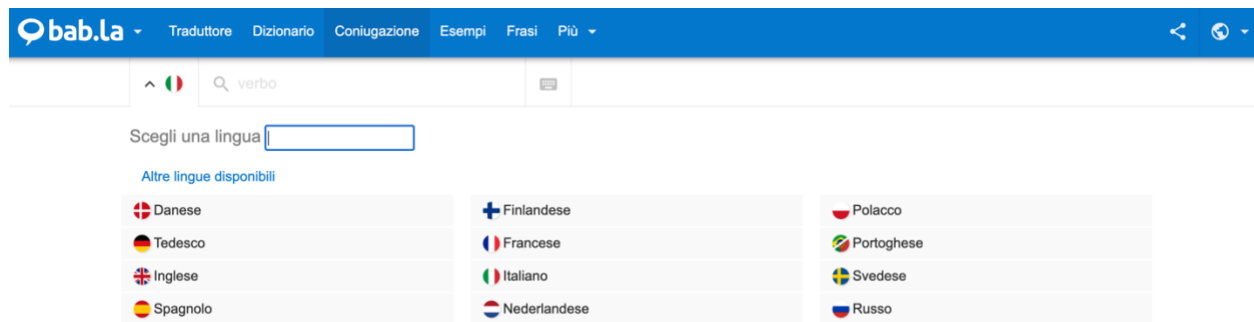 bab.la Traduttore Dizionario Coniugazione Esempi Frasi Più
verbo
Scegli una lingua
Altre lingue disponibili
Danese Finlandese Polacco
Tedesco Francese Portoghese
Inglese Italiano Svedese
Spagnolo Nederlandese Russo